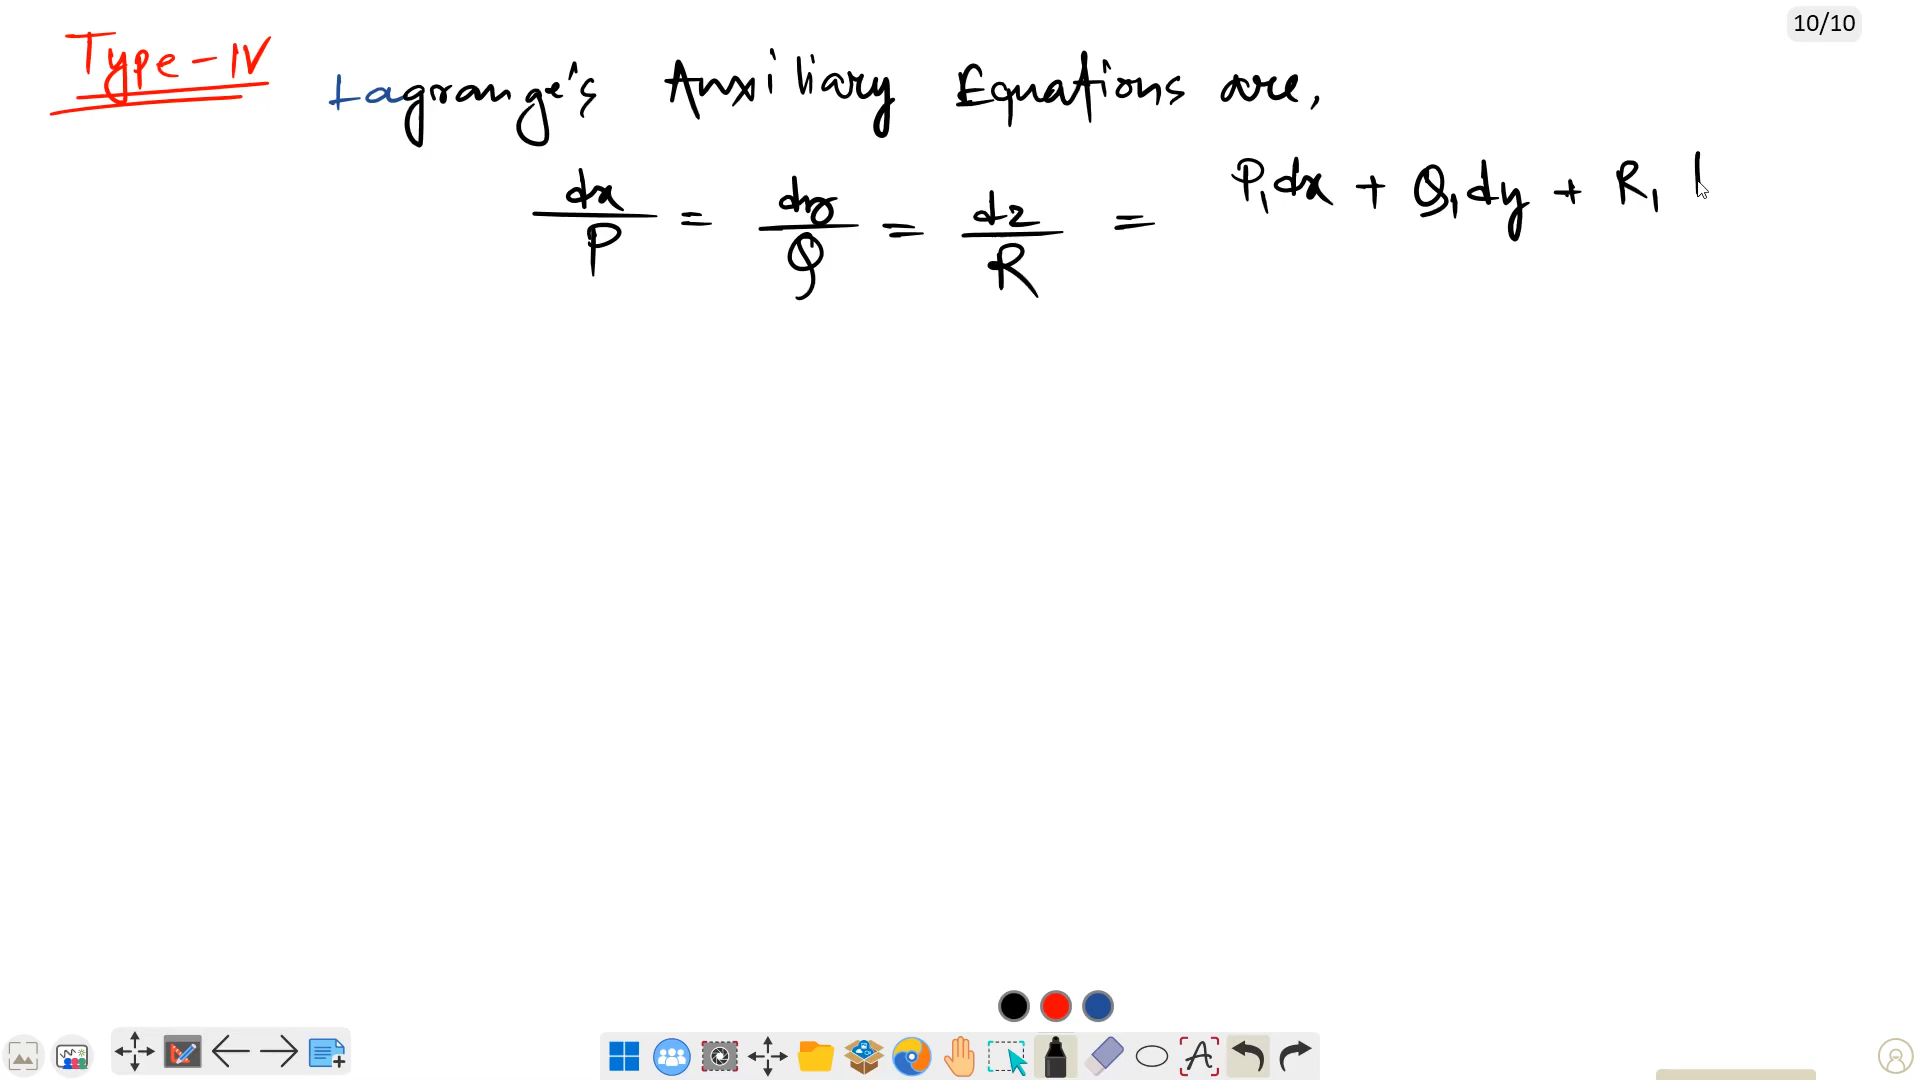 10/10
Type-IV
Lagrange's Auxiliary Equations are,
dx/P = dy/Q = dz/R = P₁dx + Q₁dy + R₁